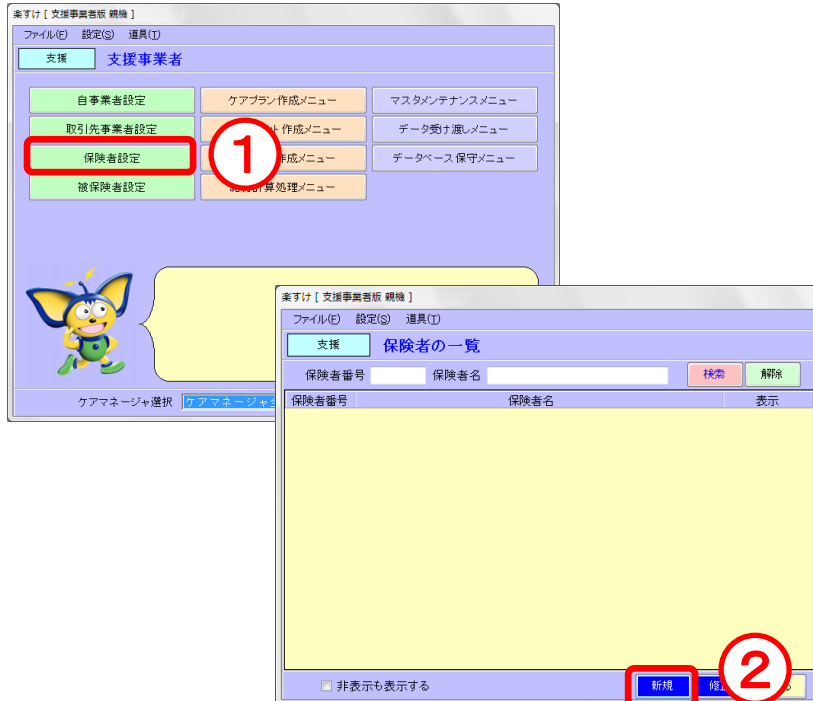 楽すけ [ 支援事業者版 親機 ]
ファイル(F) 設定(S) 道具(T)
支援 支援事業者
自事業者設定 ケアプラン作成メニュー マスタメンテナンスメニュー
取引先事業者設定 ト作成メニュー データ受け渡しメニュー
保険者設定 ① 作成メニュー データベース保守メニュー
被保険者設定 算処理メニュー
ケアマネージャ選択 ケアマネージャ
楽すけ [ 支援事業者版 親機 ]
ファイル(F) 設定(S) 道具(T)
支援 保険者の一覧
保険者番号 保険者名 検索 解除
保険者番号 保険者名 表示
非表示も表示する 新規 ② る